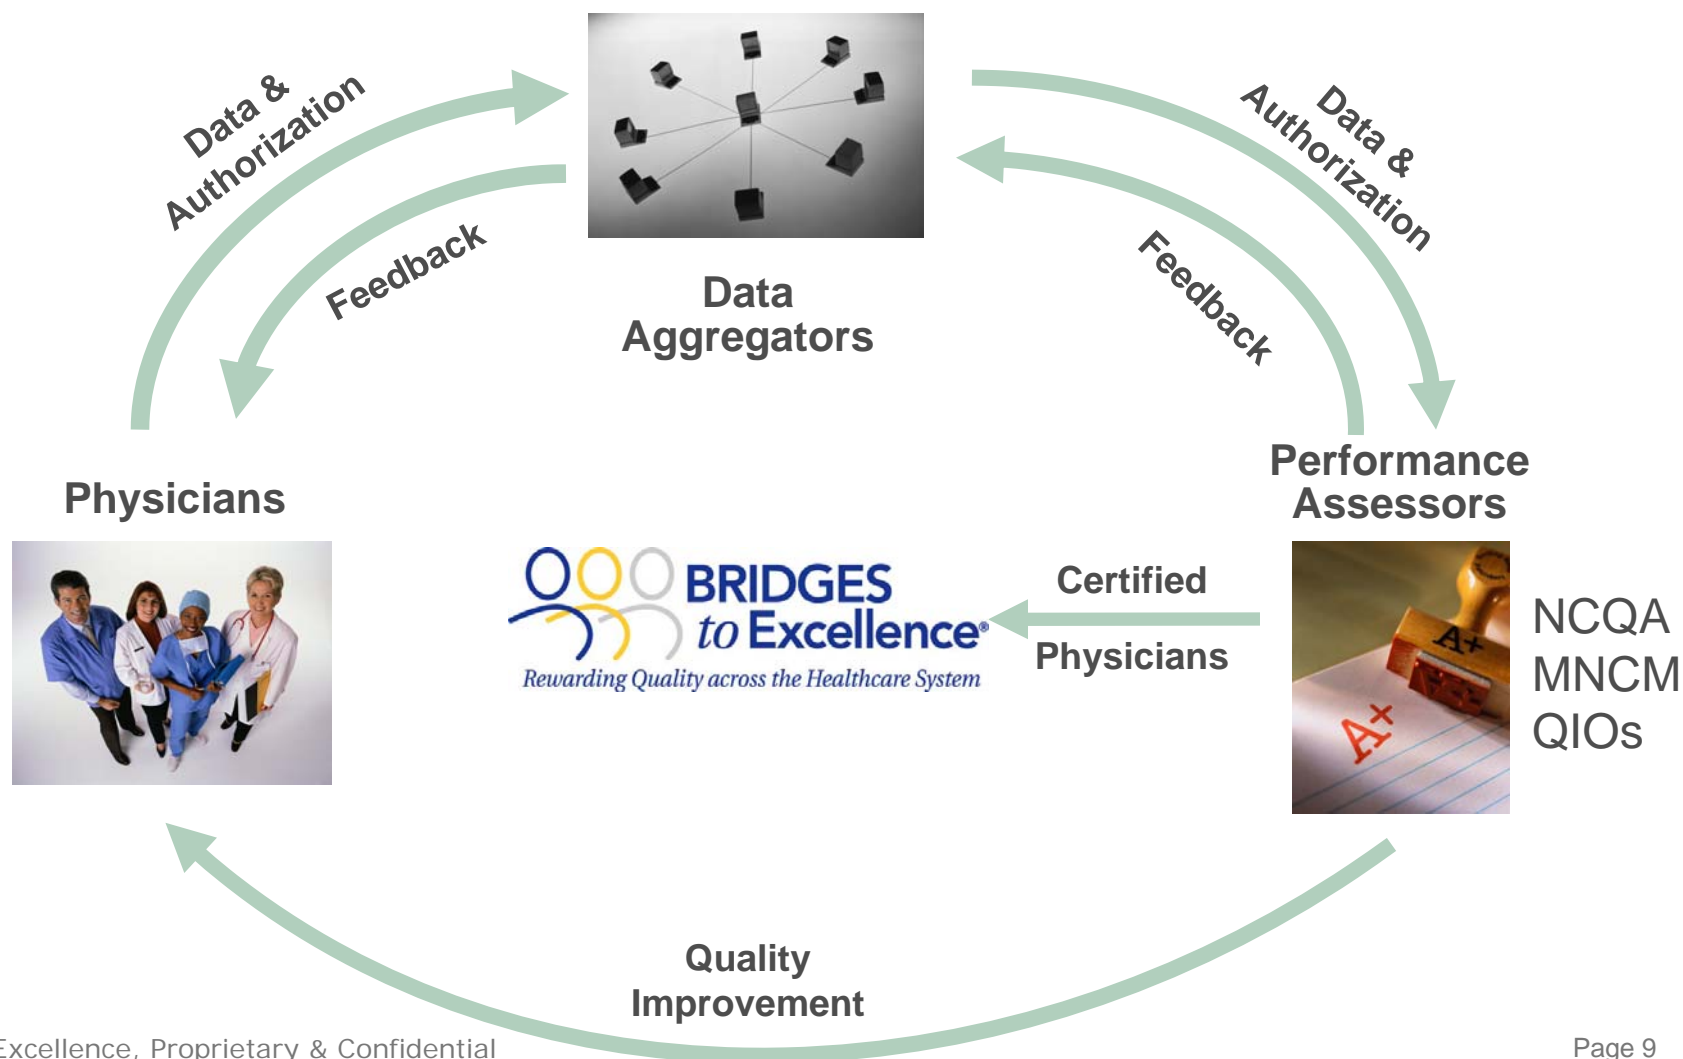 Data &
Authorization
Feedback
Data
Aggregators
Data &
Authorization
Feedback
Physicians
Performance
Assessors
BRIDGES
to Excellence®
Rewarding Quality across the Healthcare System
Certified
Physicians
A+
A+
NCQA
MNCM
QIOs
Quality
Improvement
Excellence, Proprietary & Confidential
Page 9